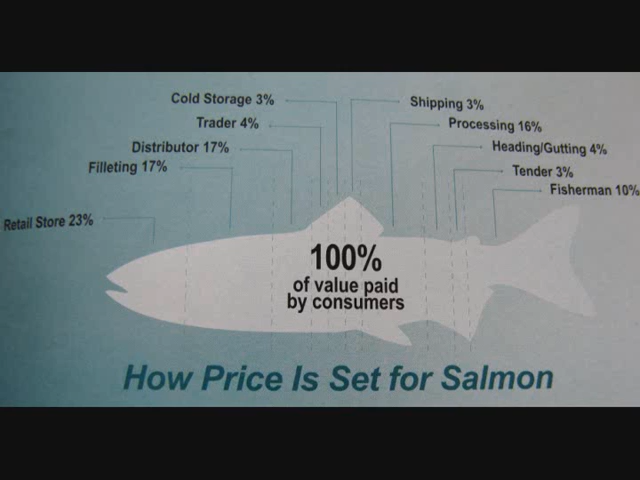 Cold Storage 3%
Shipping 3%
Trader 4%
Processing 16%
Distributor 17%
Heading/Gutting 4%
Filleting 17%
Tender 3%
Fisherman 10%
Retail Store 23%
100%
of value paid
by consumers
How Price Is Set for Salmon